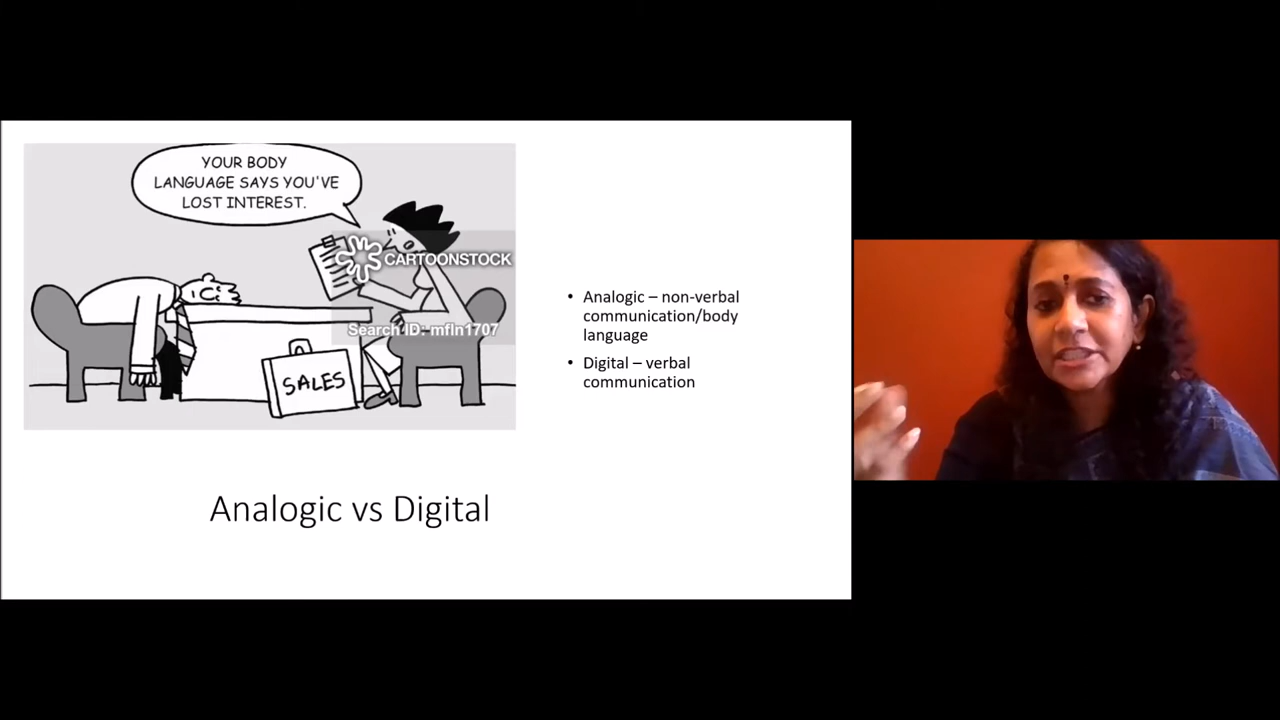 YOUR BODY
LANGUAGE SAYS YOU'VE
LOST INTEREST.
CARTOONSTOCK
Search ID: mfln1707
SALES
• Analogic – non-verbal
communication/body
language
• Digital – verbal
communication
Analogic vs Digital